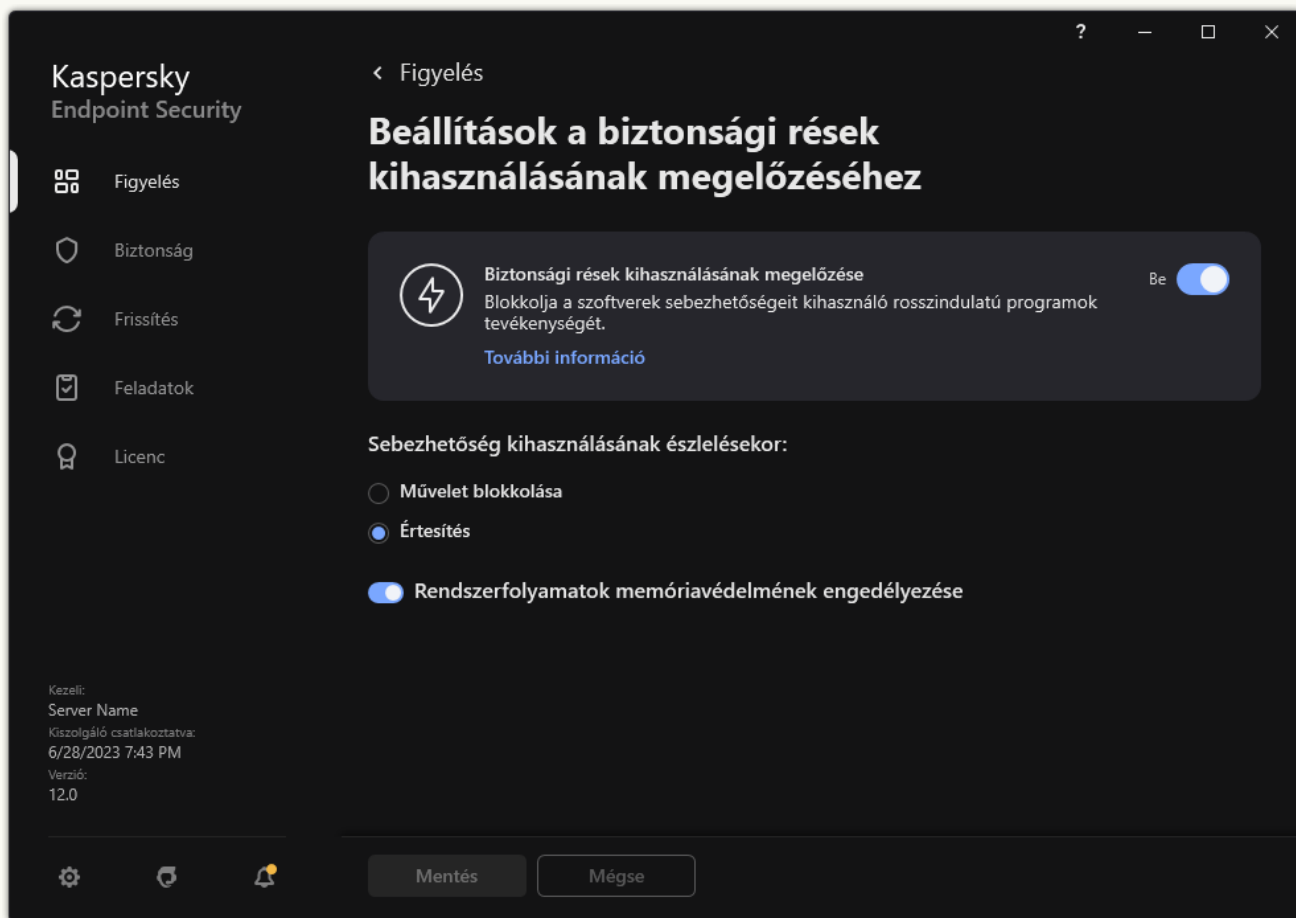 ?
Kaspersky
Endpoint Security
Figyelés
Biztonság
Frissítés
Feladatok
Licenc
Kezeli:
Server Name
Kiszolgáló csatlakoztatva:
6/28/2023 7:43 PM
Verzió:
12.0
Figyelés
Beállítások a biztonsági rések
kihasználásának megelőzéséhez
Biztonsági rések kihasználásának megelőzése
Be
Blokkolja a szoftverek sebezhetőségeit kihasználó rosszindulatú programok
tevékenységét.
További információ
Sebezhetőség kihasználásának észlelésekor:
Művelet blokkolása
Értesítés
Rendszerfolyamatok memóriavédelmének engedélyezése
Mentés
Mégse